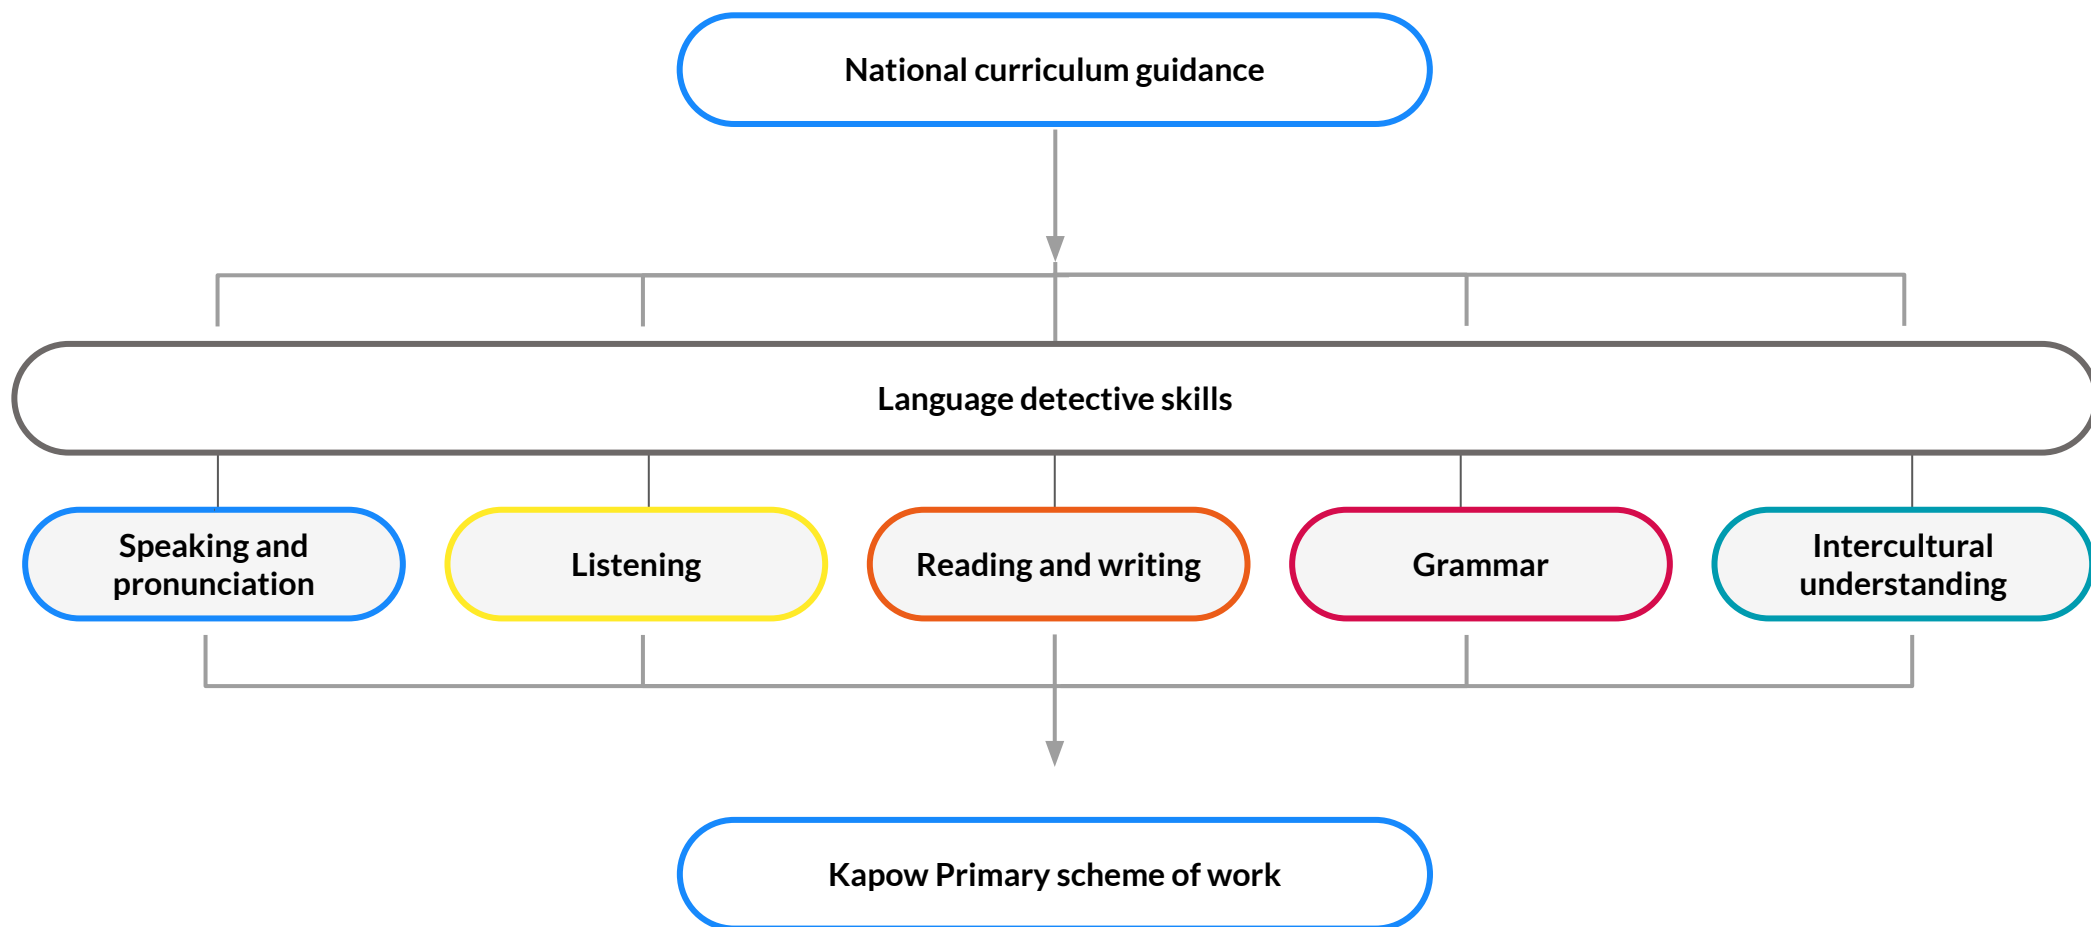 National curriculum guidance
Language detective skills
Speaking and
pronunciation
Listening
Reading and writing
Grammar
Intercultural
understanding
Kapow Primary scheme of work